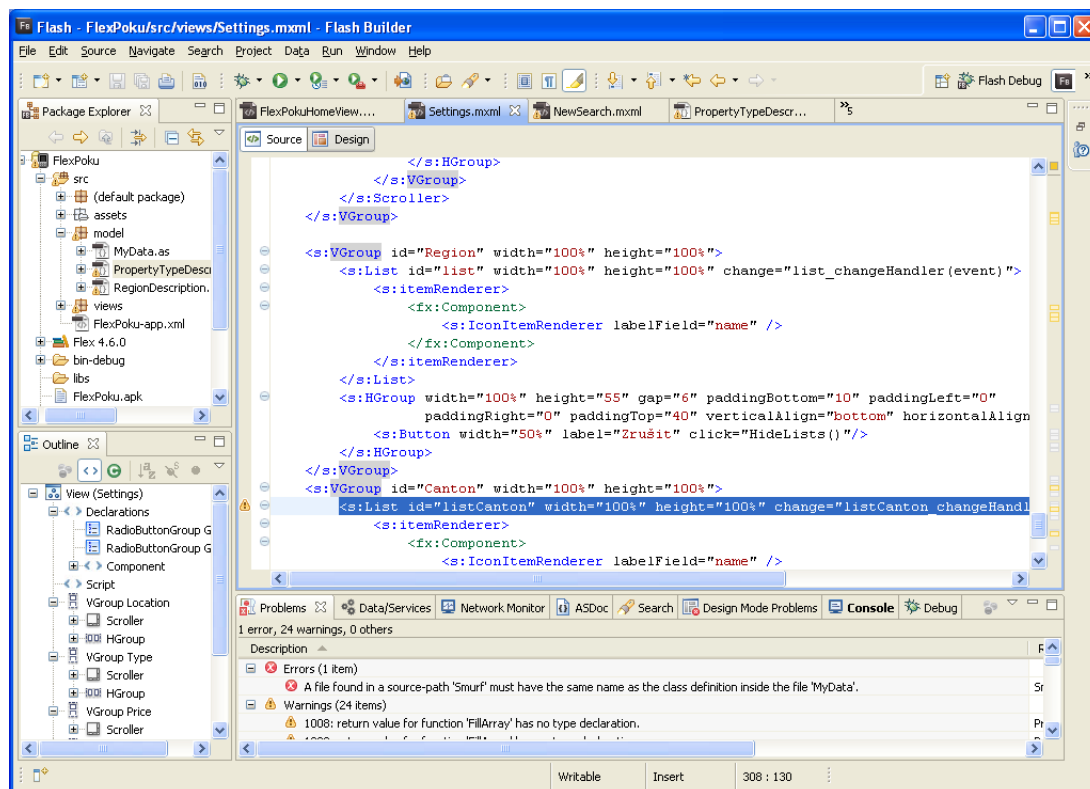 Flash - FlexPoku/src/views/Settings.mxml - Flash Builder
File Edit Source Navigate Search Project Data Run Window Help
Flash Debug
Package Explorer
FlexPoku
src
(default package)
assets
model
MyData.as
PropertyTypeDescri
RegionDescription.
views
FlexPoku-app.xml
Flex 4.6.0
bin-debug
libs
FlexPoku.apk
Outline
View (Settings)
Declarations
RadioButtonGroup G
RadioButtonGroup G
Component
Script
VGroup Location
Scroller
HGroup
VGroup Type
Scroller
HGroup
VGroup Price
Scroller
FlexPokuHomeView.... Settings.mxml NewSearch.mxml PropertyTypeDescr... »5
Source Design
</s:HGroup>
</s:VGroup>
</s:Scroller>
</s:VGroup>
<s:VGroup id="Region" width="100%" height="100%">
<s:List id="list" width="100%" height="100%" change="list_changeHandler(event)">
<s:itemRenderer>
<fx:Component>
<s:IconItemRenderer labelField="name" />
</fx:Component>
</s:itemRenderer>
</s:List>
<s:HGroup width="100%" height="55" gap="6" paddingBottom="10" paddingLeft="0"
paddingRight="0" paddingTop="40" verticalAlign="bottom" horizontalAlign
<s:Button width="50%" label="Zrušit" click="HideLists()"/>
</s:HGroup>
</s:VGroup>
<s:VGroup id="Canton" width="100%" height="100%">
<s:List id="listCanton" width="100%" height="100%" change="listCanton_changeHandl
<s:itemRenderer>
<fx:Component>
<s:IconItemRenderer labelField="name" />
Problems Data/Services Network Monitor ASDoc Search Design Mode Problems Console Debug
1 error, 24 warnings, 0 others
Description
Errors (1 item)
A file found in a source-path 'Smurf' must have the same name as the class definition inside the file 'MyData'.
Warnings (24 items)
1008: return value for function 'FillArray' has no type declaration.
Writable Insert 308 : 130